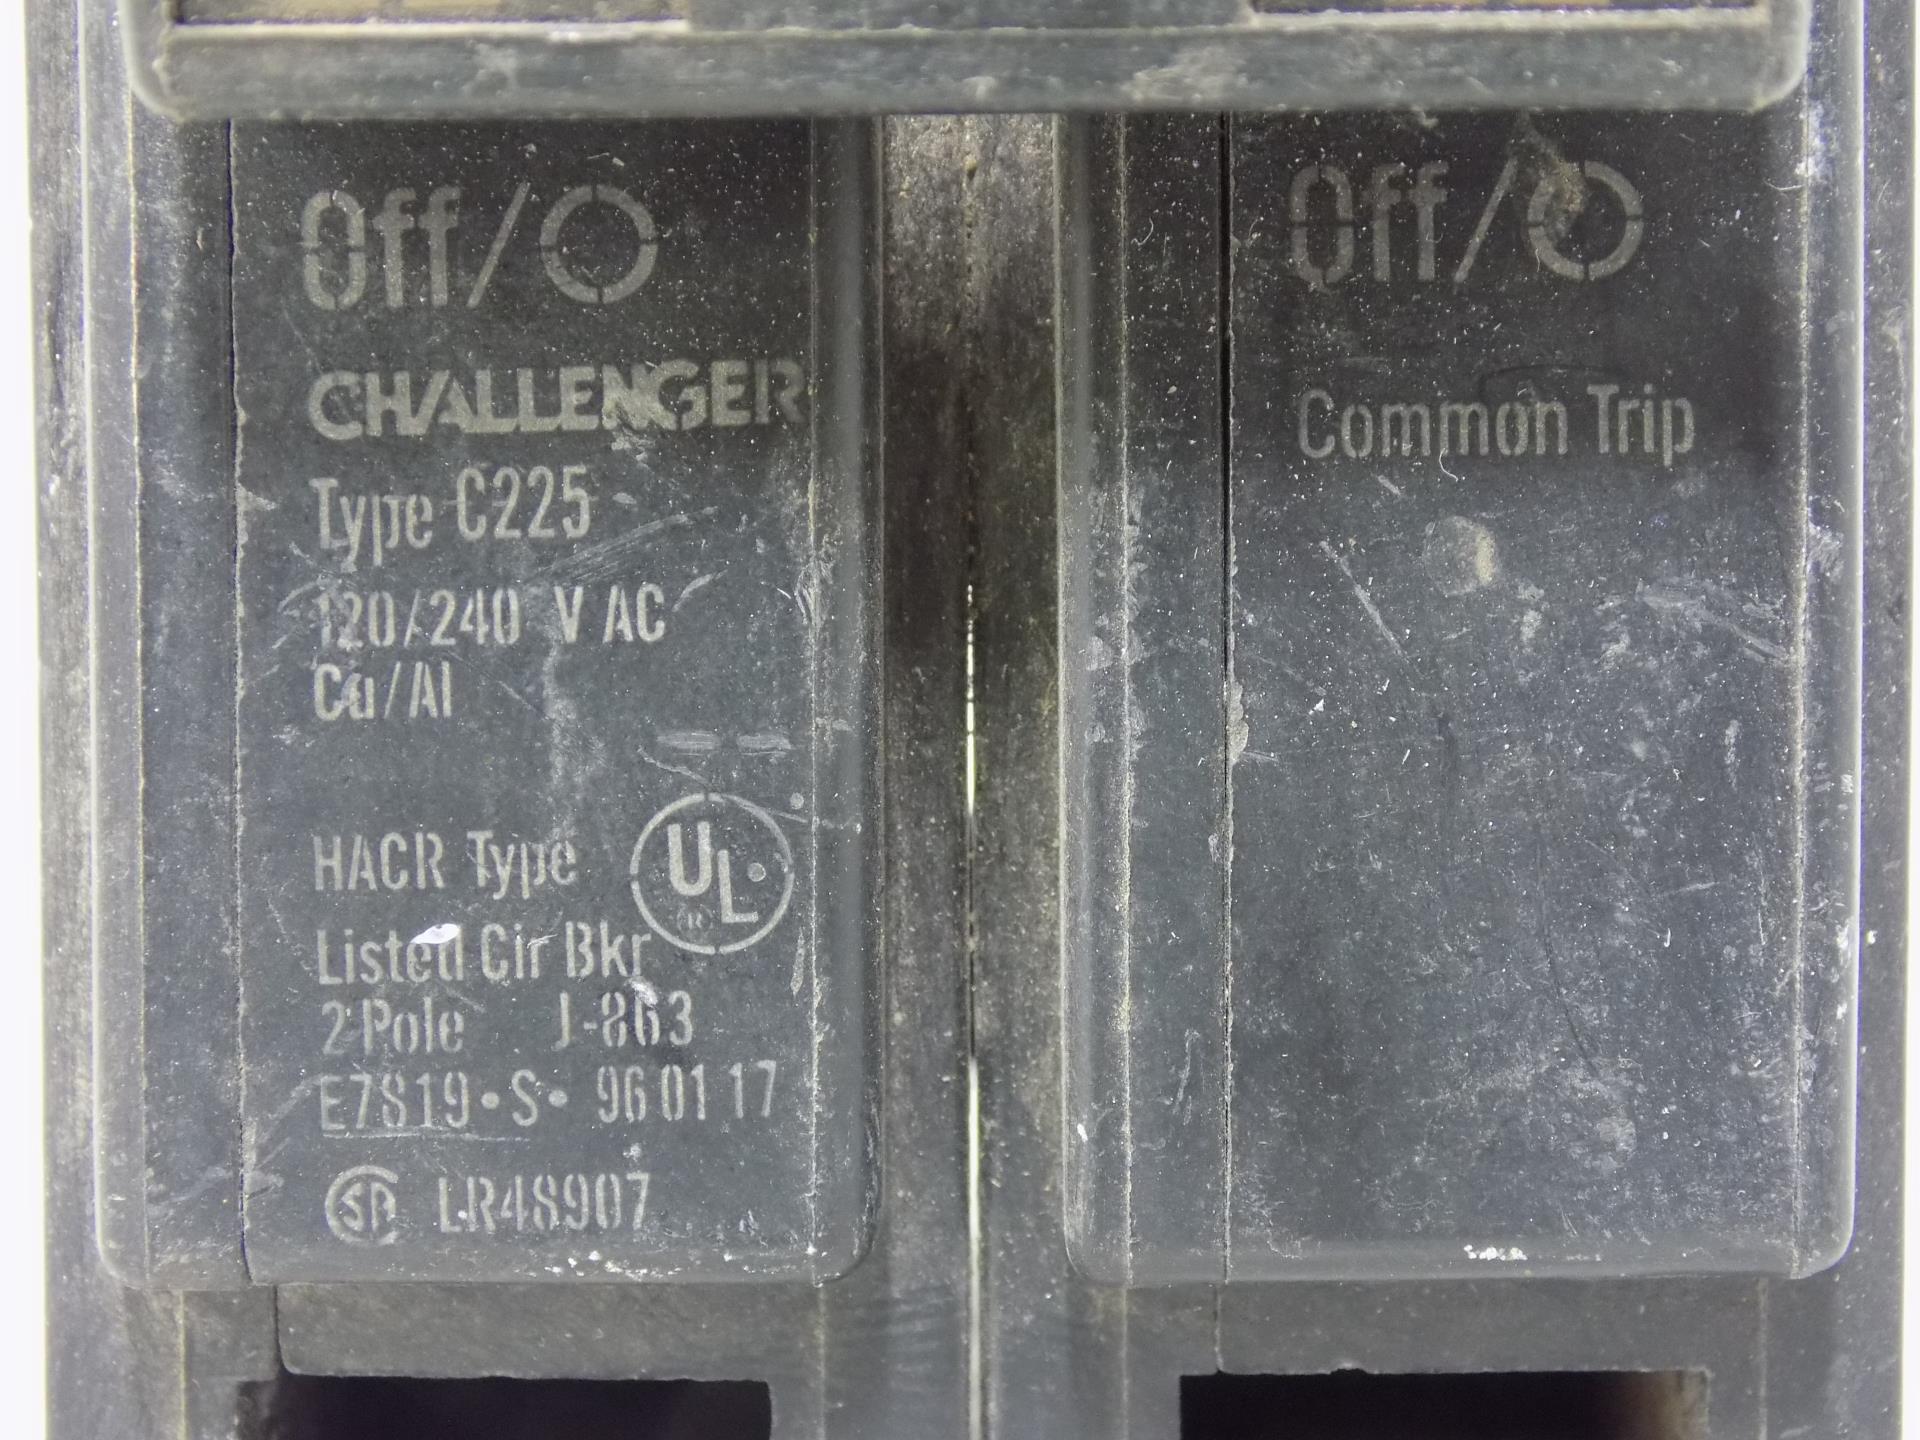 Off/O
CHALLENGER
Type C225
120/240 V AC
Cu/Al
HACR Type
UL
Listed Cir Bkr
2 Pole J-863
E7819•S• 96 01 17
SA LR48907
Off/O
Common Trip